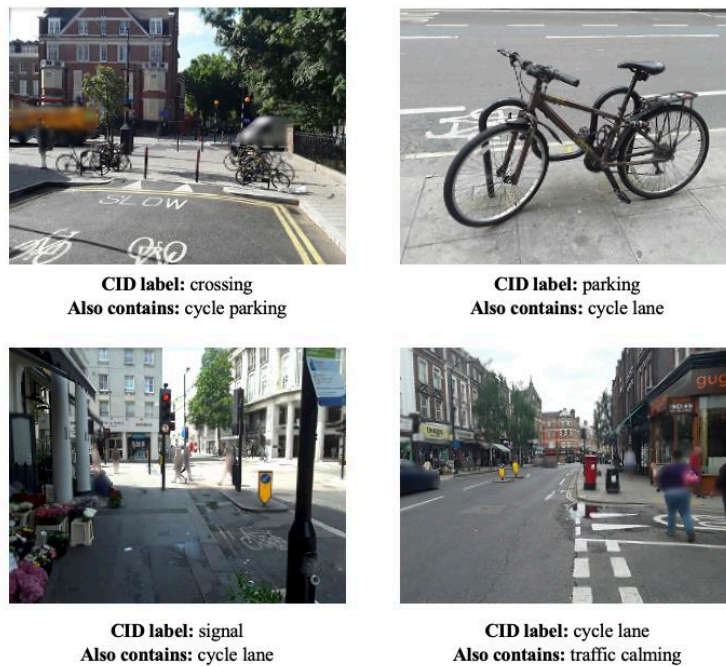 SLOW
CID label: crossing
Also contains: cycle parking
CID label: parking
Also contains: cycle lane
gug
CID label: signal
Also contains: cycle lane
CID label: cycle lane
Also contains: traffic calming